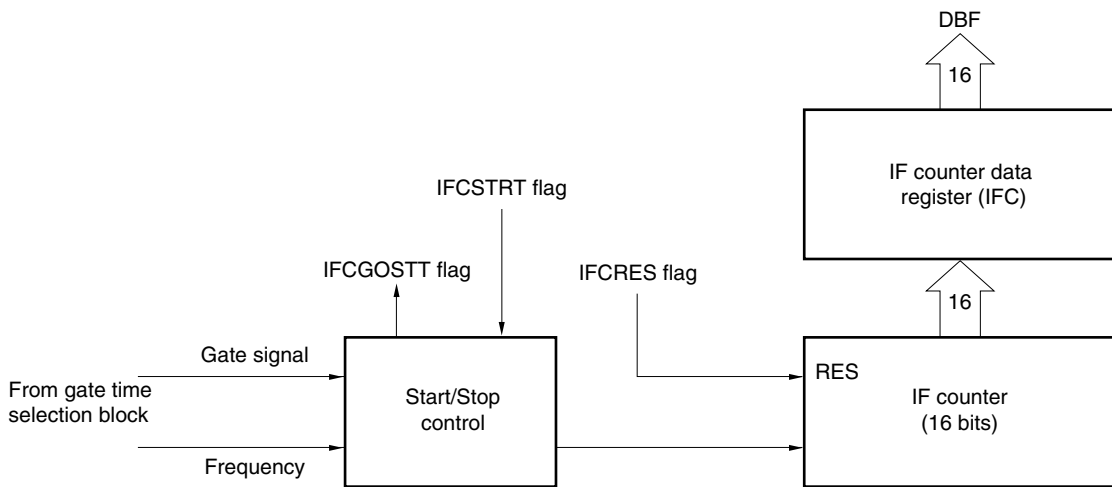 DBF
16
IF counter data
register (IFC)
IFCSTRT flag
IFCGOSTT flag
IFCRES flag
16
Gate signal
From gate time
selection block
Frequency
Start/Stop
control
RES
IF counter
(16 bits)